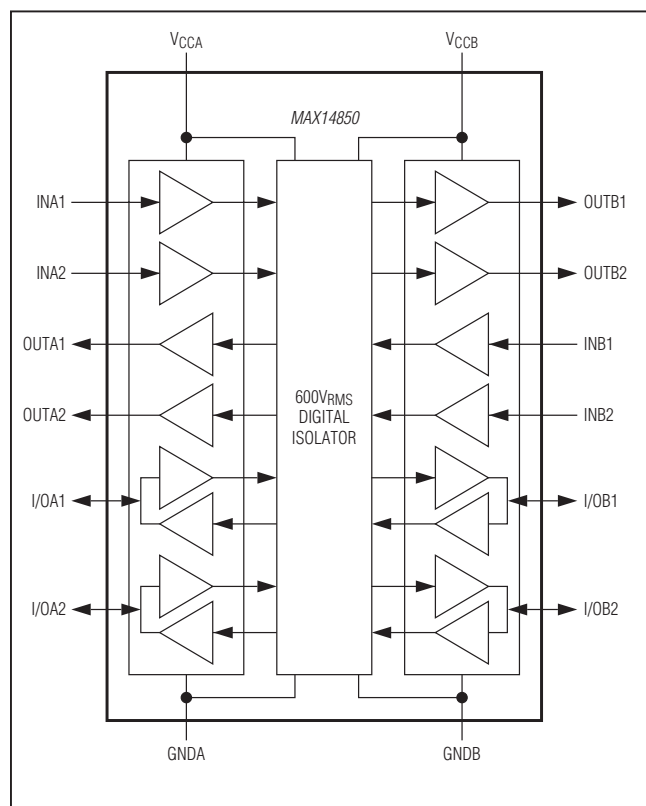 VCCA VCCB
MAX14850
INA1 OUTB1
INA2 OUTB2
OUTA1 INB1
OUTA2 INB2
600VRMS
DIGITAL
ISOLATOR
I/OA1 I/OB1
I/OA2 I/OB2
GNDA GNDB